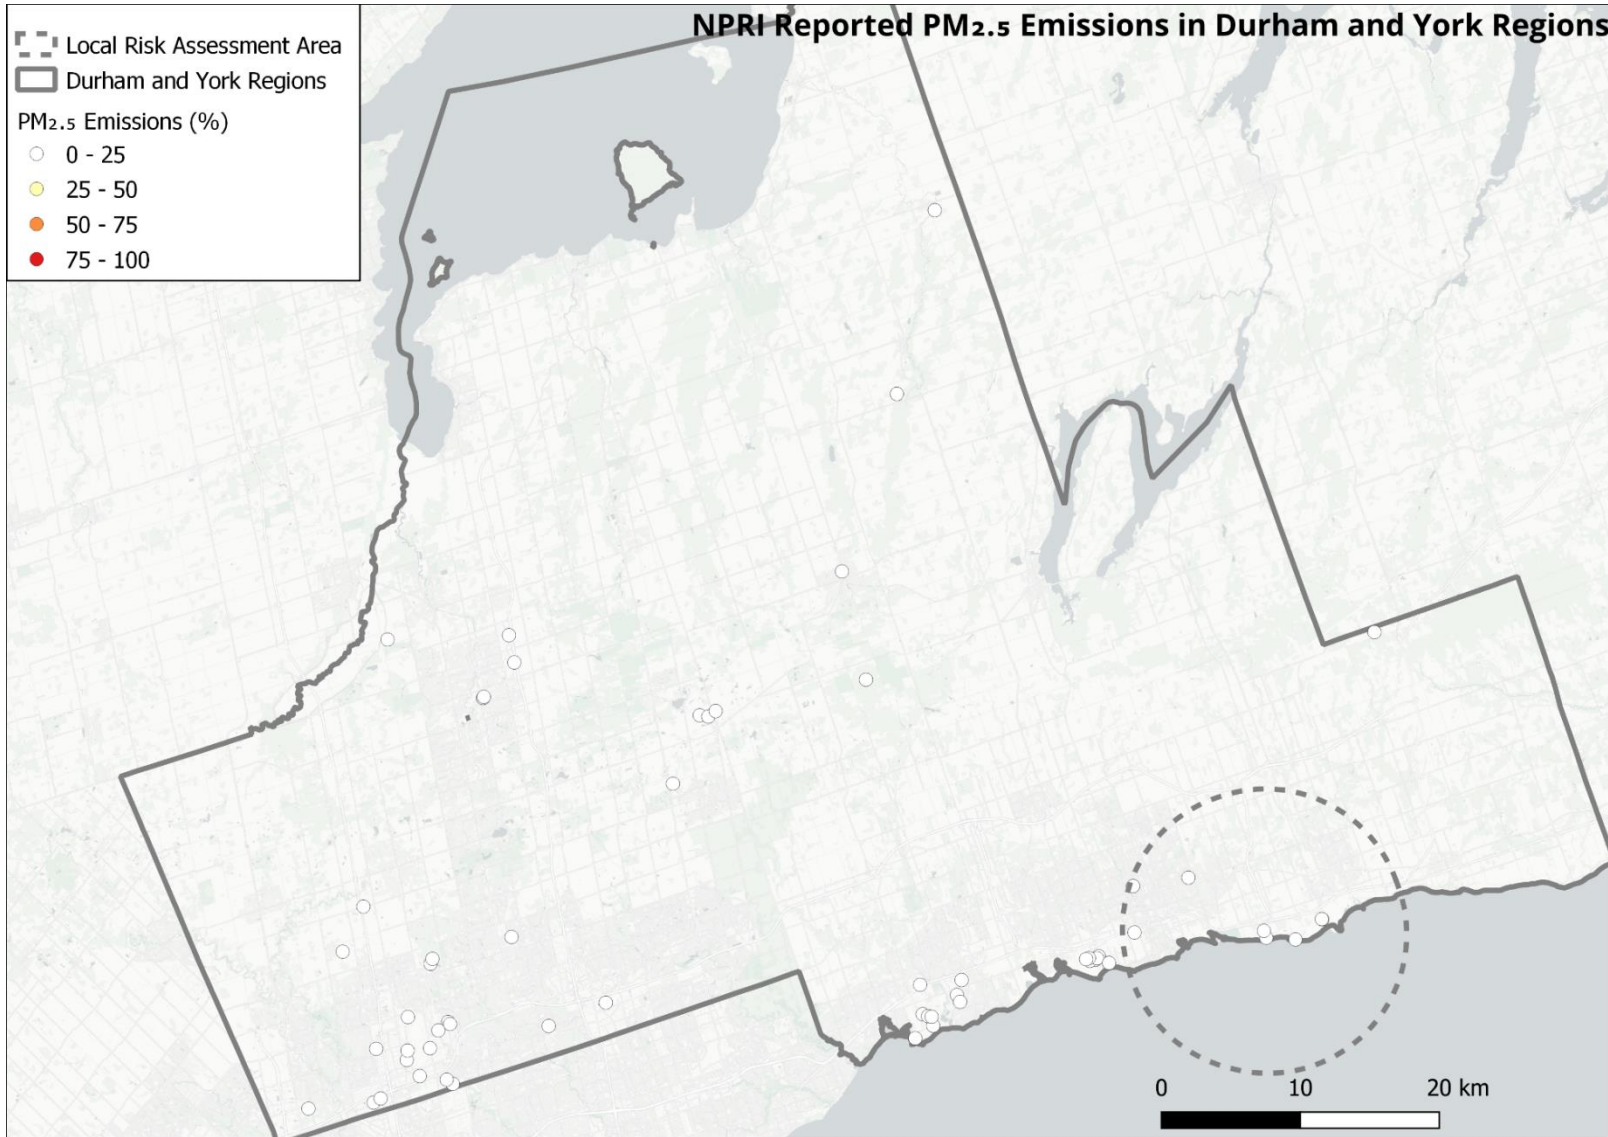 NPRI Reported PM₂.₅ Emissions in Durham and York Regions
Local Risk Assessment Area
Durham and York Regions
PM₂.₅ Emissions (%)
0 - 25
25 - 50
50 - 75
75 - 100
0 10 20 km